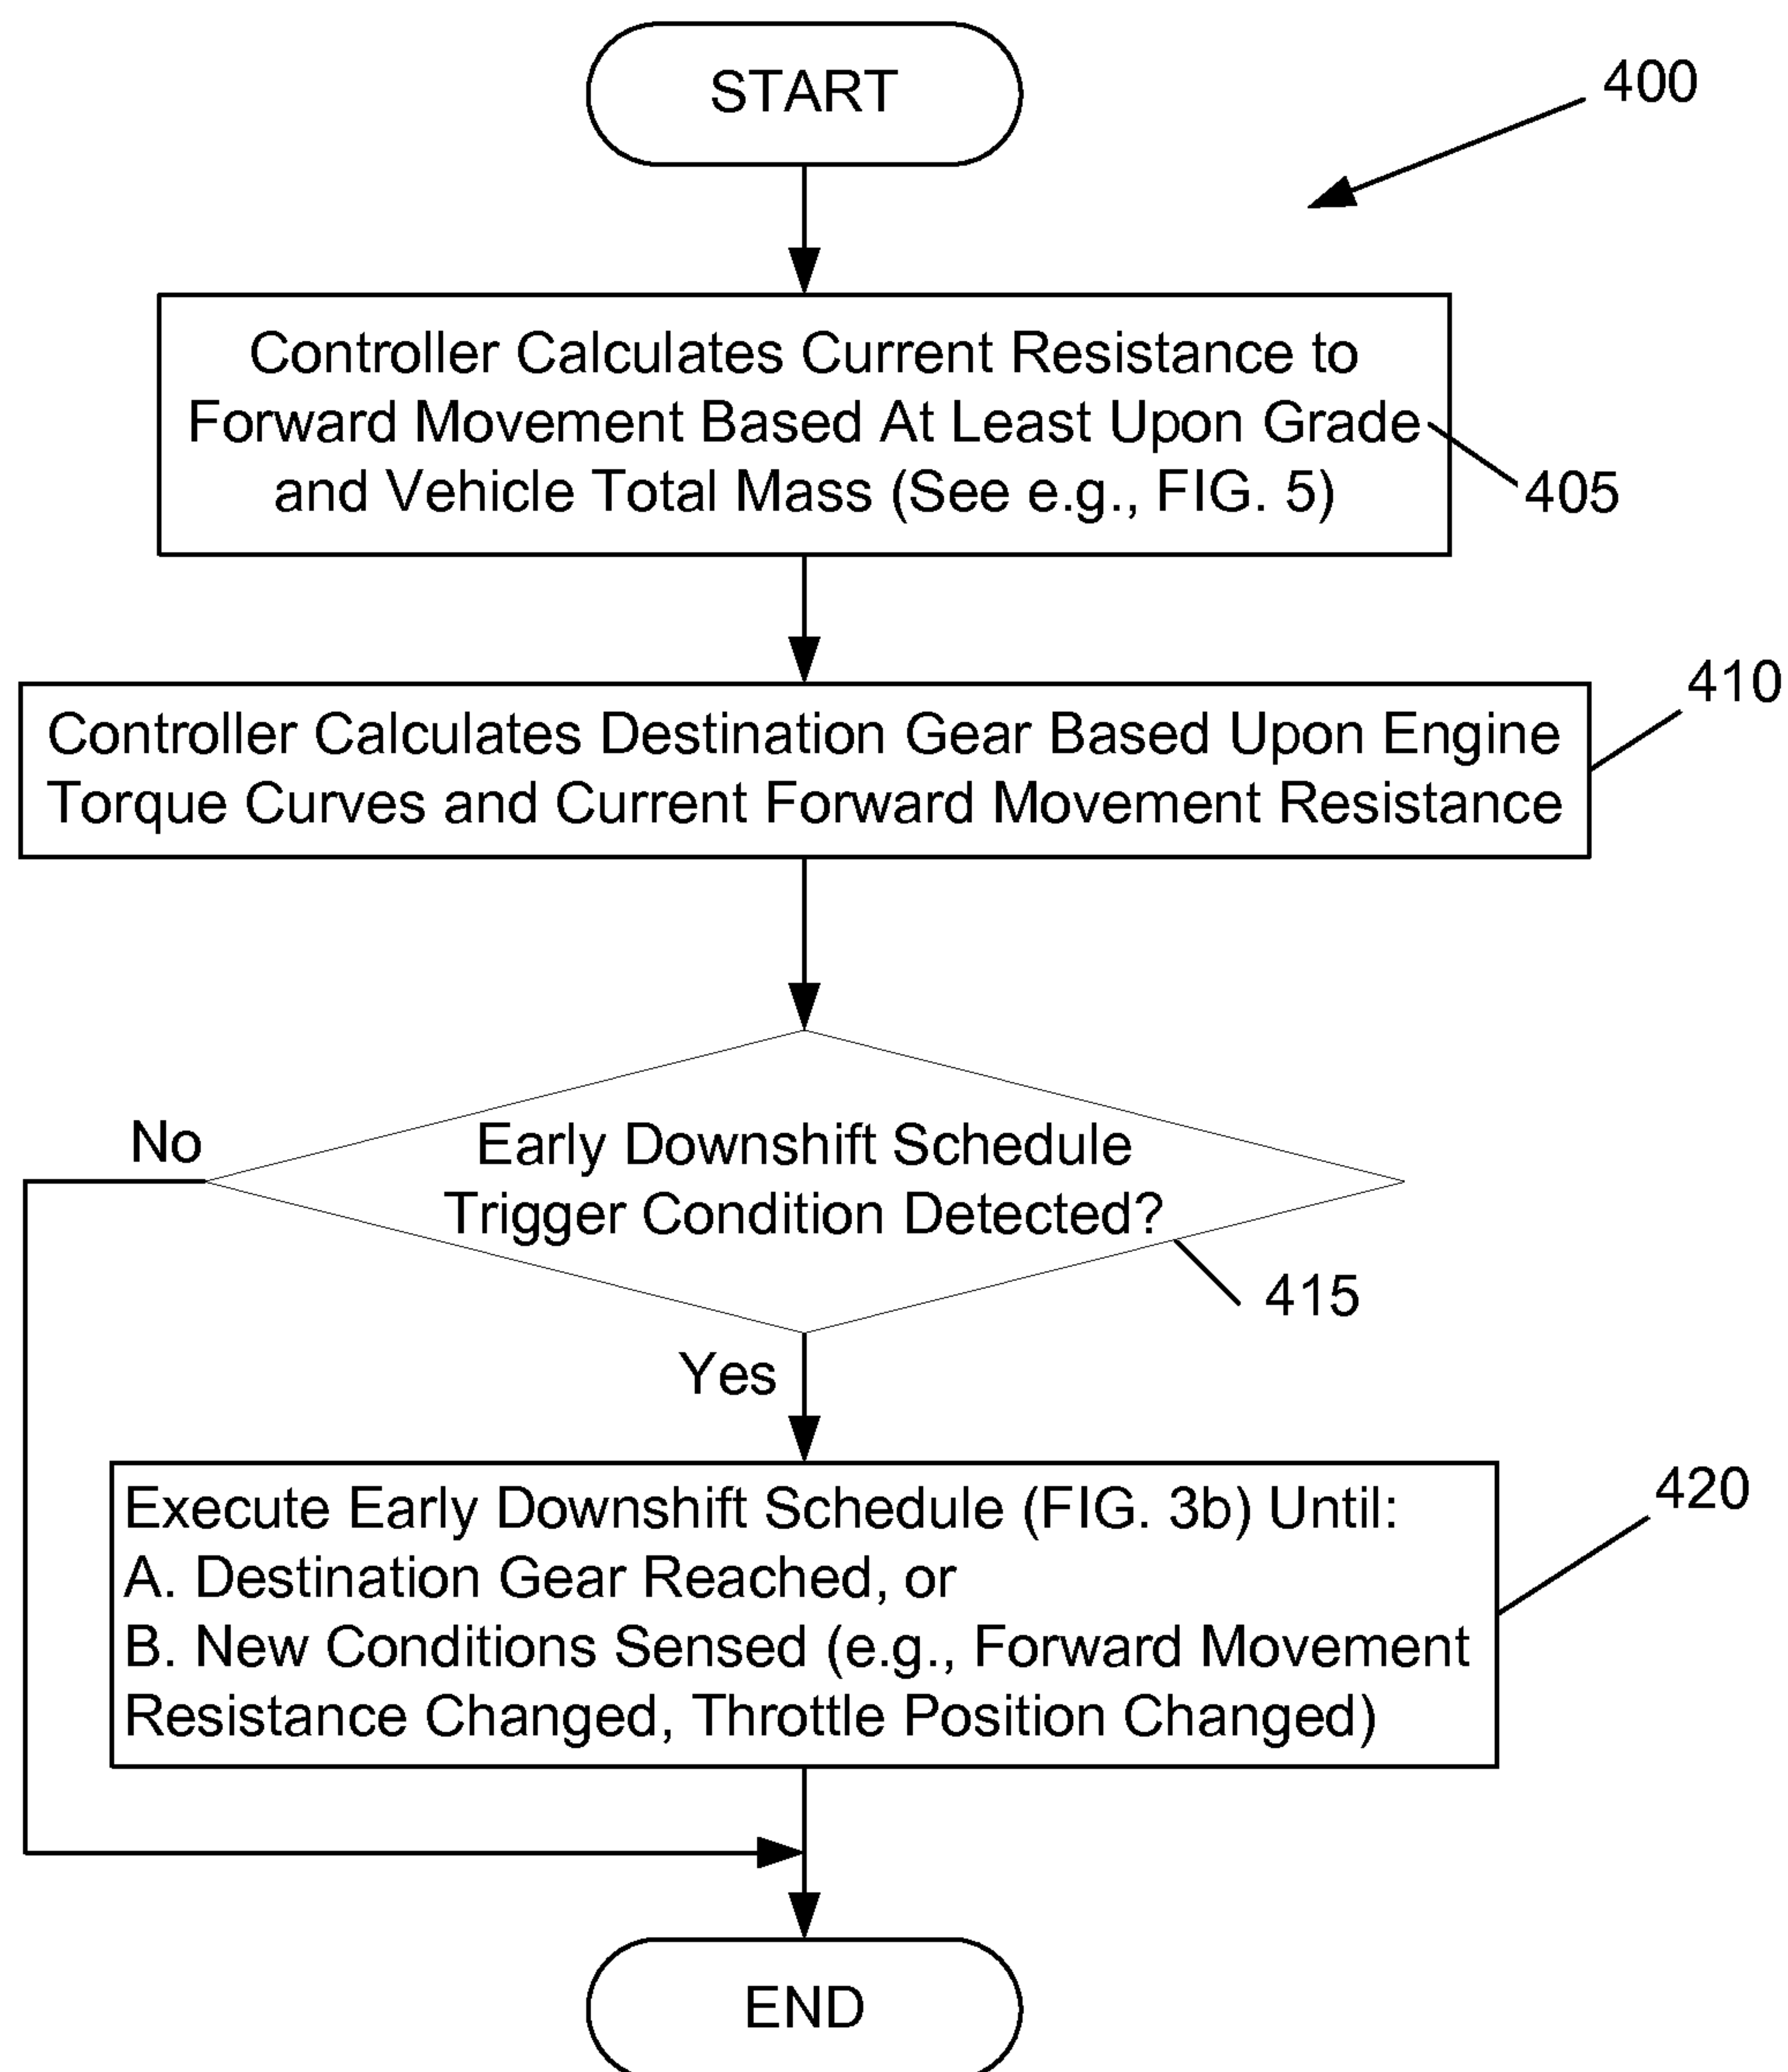 START
400
Controller Calculates Current Resistance to
Forward Movement Based At Least Upon Grade
and Vehicle Total Mass (See e.g., FIG. 5)
405
410
Controller Calculates Destination Gear Based Upon Engine
Torque Curves and Current Forward Movement Resistance
No
Early Downshift Schedule
Trigger Condition Detected?
415
Yes
420
Execute Early Downshift Schedule (FIG. 3b) Until:
A. Destination Gear Reached, or
B. New Conditions Sensed (e.g., Forward Movement
Resistance Changed, Throttle Position Changed)
END